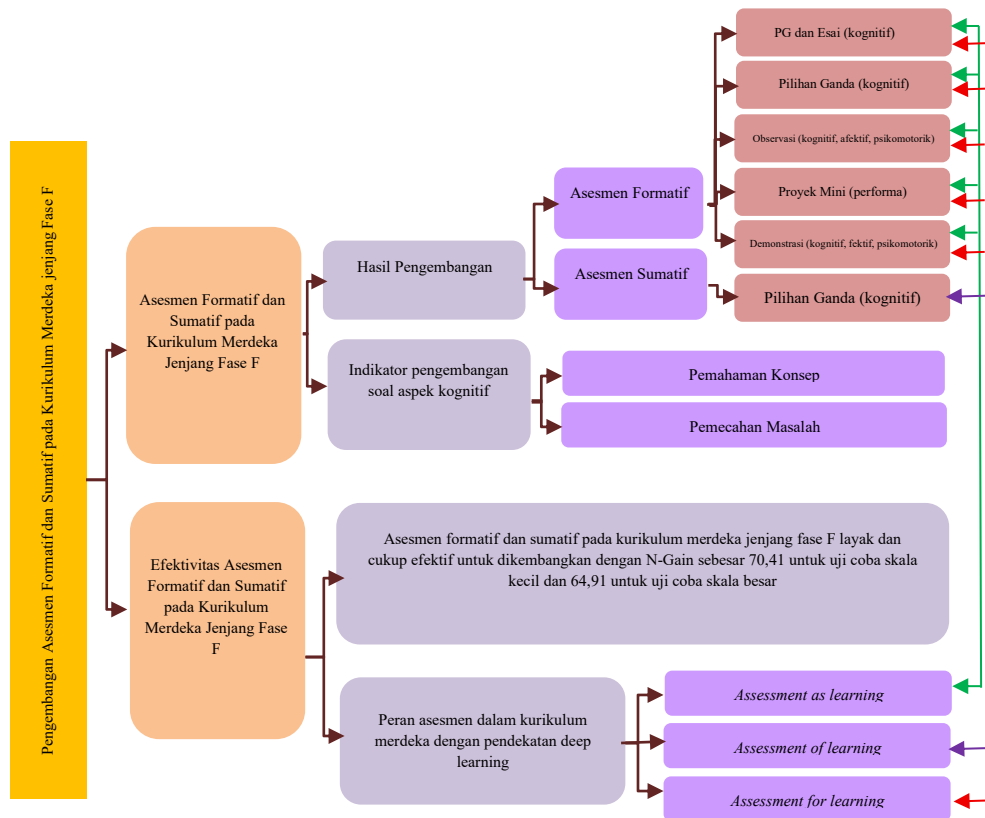 Pengembangan Asesmen Formatif dan Sumatif pada Kurikulum Merdeka jenjang Fase F
Asesmen Formatif dan
Sumatif pada
Kurikulum Merdeka
Jenjang Fase F
Hasil Pengembangan
Asesmen Formatif
PG dan Esai (kognitif)
Pilihan Ganda (kognitif)
Observasi (kognitif, afektif, psikomotorik)
Proyek Mini (performa)
Demonstrasi (kognitif, fektif, psikomotorik)
Asesmen Sumatif
Pilihan Ganda (kognitif)
Indikator pengembangan
soal aspek kognitif
Pemahaman Konsep
Pemecahan Masalah
Efektivitas Asesmen
Formatif dan Sumatif
pada Kurikulum
Merdeka Jenjang Fase
F
Asesmen formatif dan sumatif pada kurikulum merdeka jenjang fase F layak dan
cukup efektif untuk dikembangkan dengan N-Gain sebesar 70,41 untuk uji coba skala
kecil dan 64,91 untuk uji coba skala besar
Peran asesmen dalam kurikulum
merdeka dengan pendekatan deep
learning
Assessment as learning
Assessment of learning
Assessment for learning